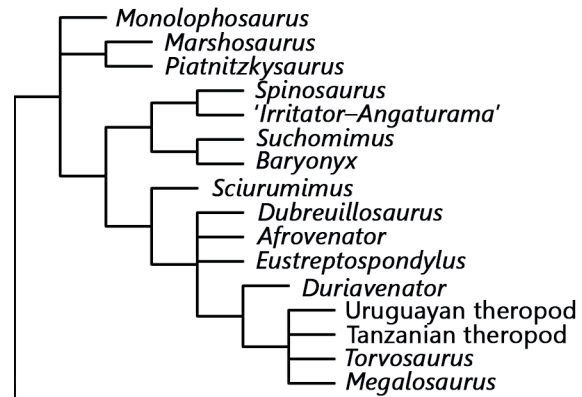 Monolophosaurus
Marshosaurus
Piatnitzkysaurus
Spinosaurus
'Irritator–Angaturama'
Suchomimus
Baryonyx
Sciurumimus
Dubreuillosaurus
Afrovenator
Eustreptospondylus
Duriavenator
Uruguayan theropod
Tanzanian theropod
Torvosaurus
Megalosaurus